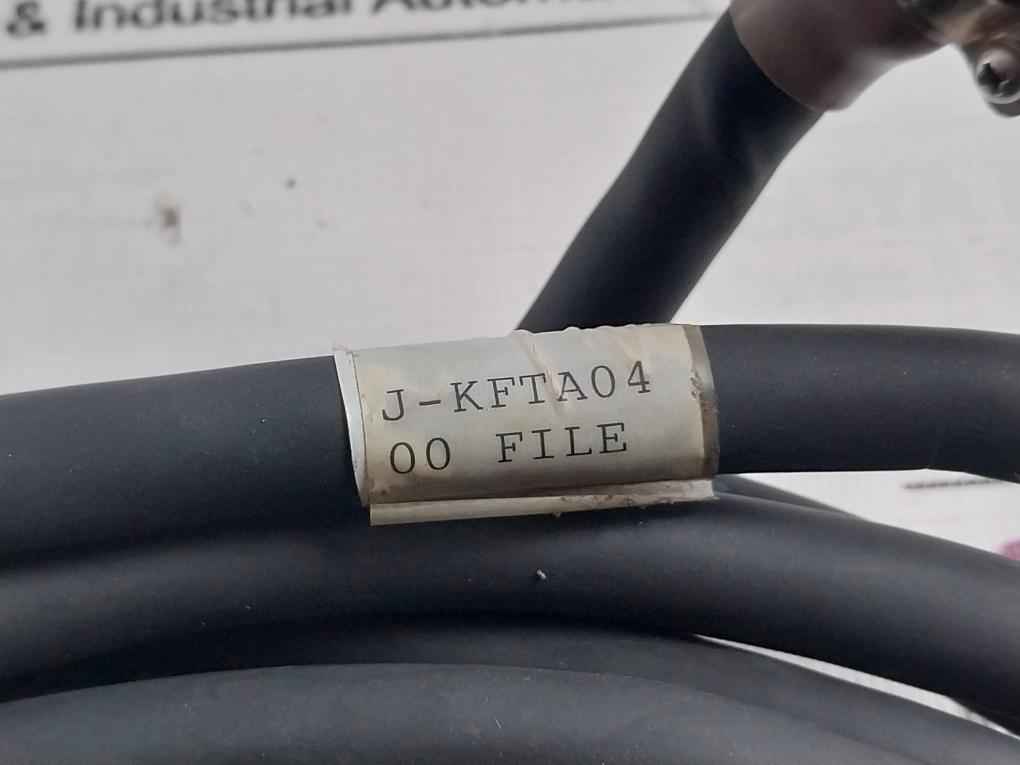 & Industrial Autom
J-KFTA04
00 FILE